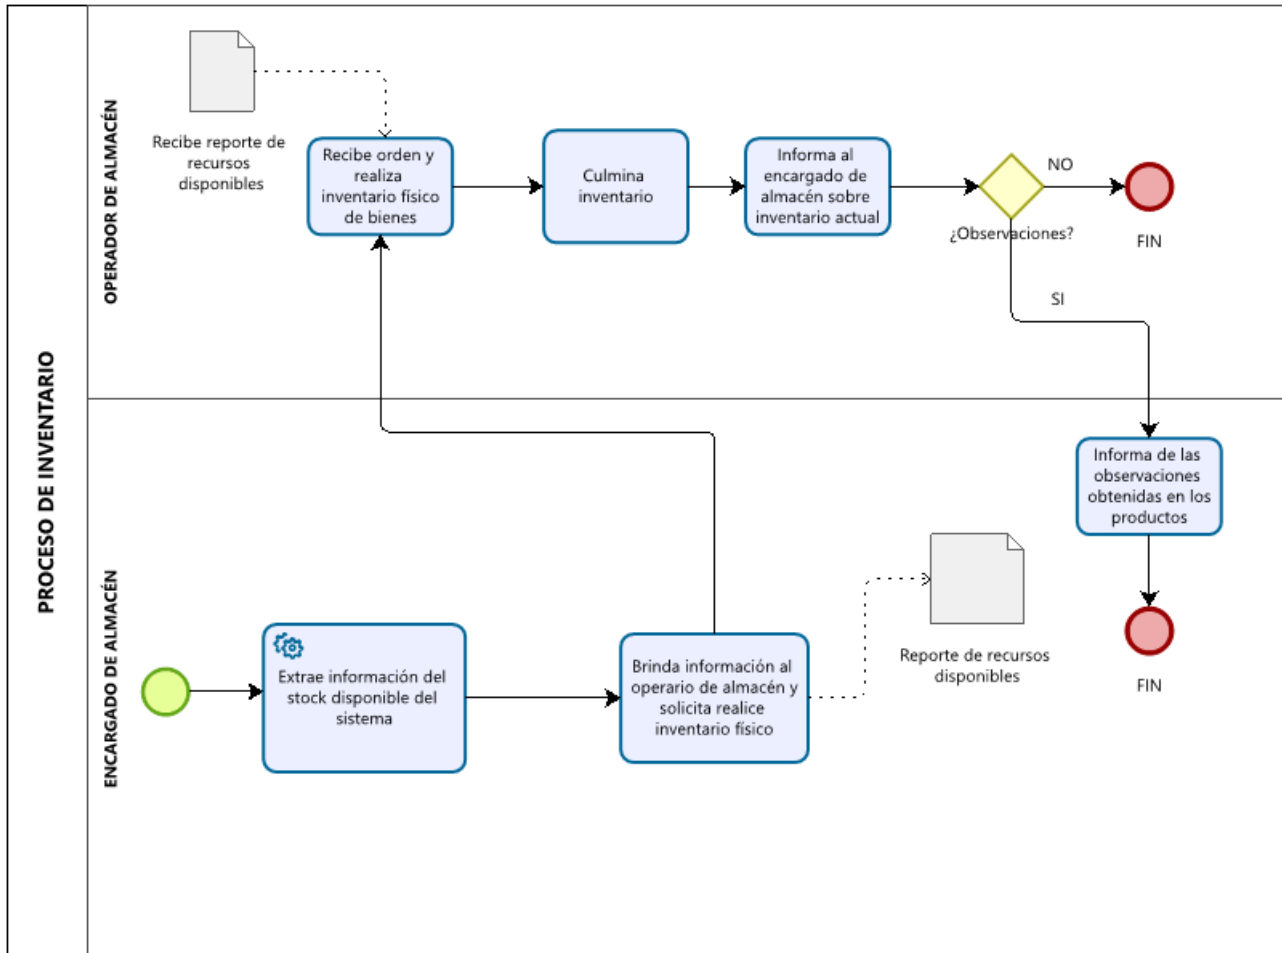 PROCESO DE INVENTARIO
OPERADOR DE ALMACÉN
Recibe reporte de
recursos
disponibles
Recibe orden y
realiza
inventario físico
de bienes
Culmina
inventario
Informa al
encargado de
almacén sobre
inventario actual
¿Observaciones?
NO
FIN
SI
ENCARGADO DE ALMACÉN
Extrae información del
stock disponible del
sistema
Brinda información al
operario de almacén y
solicita realice
inventario físico
Reporte de recursos
disponibles
Informa de las
observaciones
obtenidas en los
productos
FIN